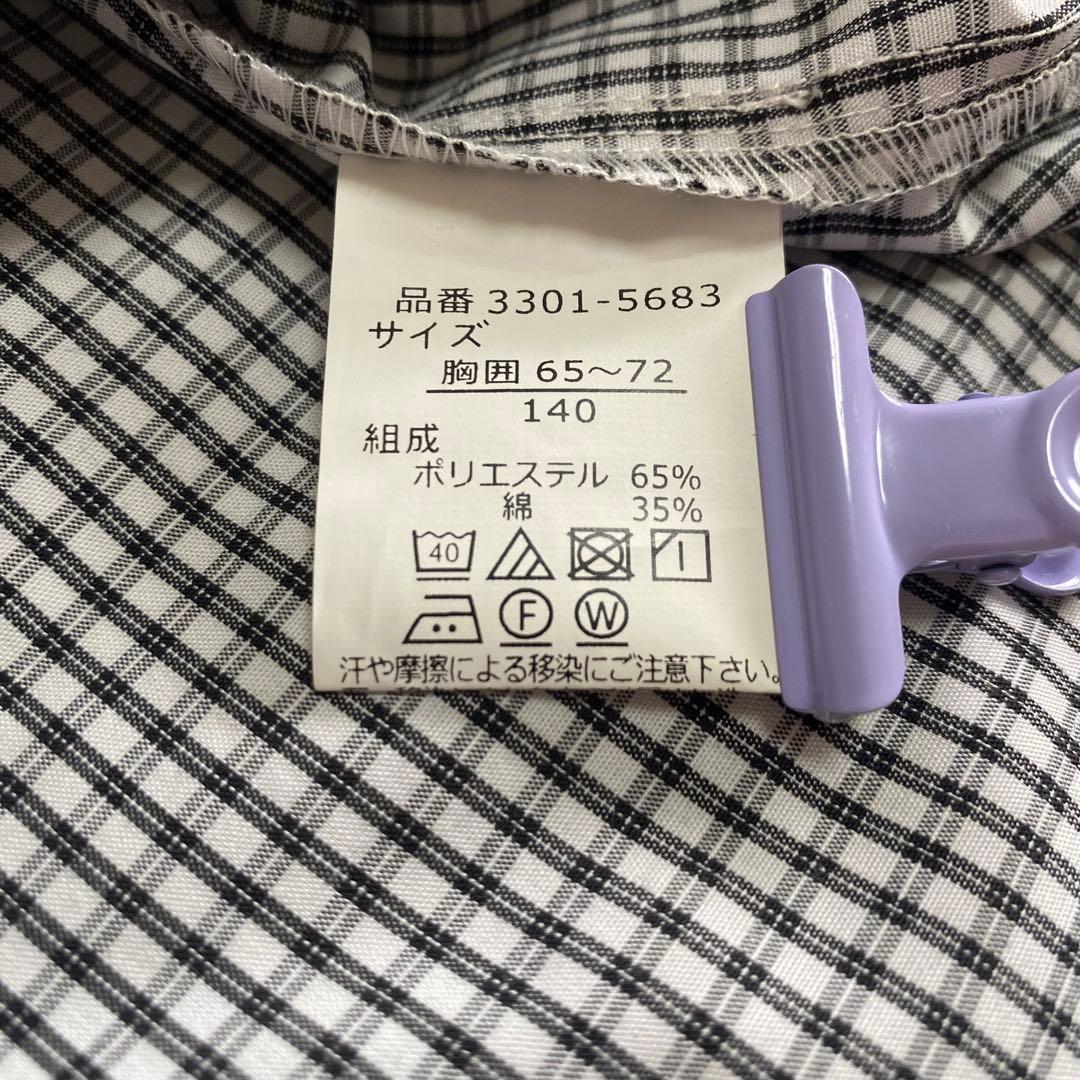 品番 3301-5683
サイズ
胸囲 65～72
140
組成
ポリエステル 65%
綿 35%
40
F W
汗や摩擦による移染にご注意下さい。